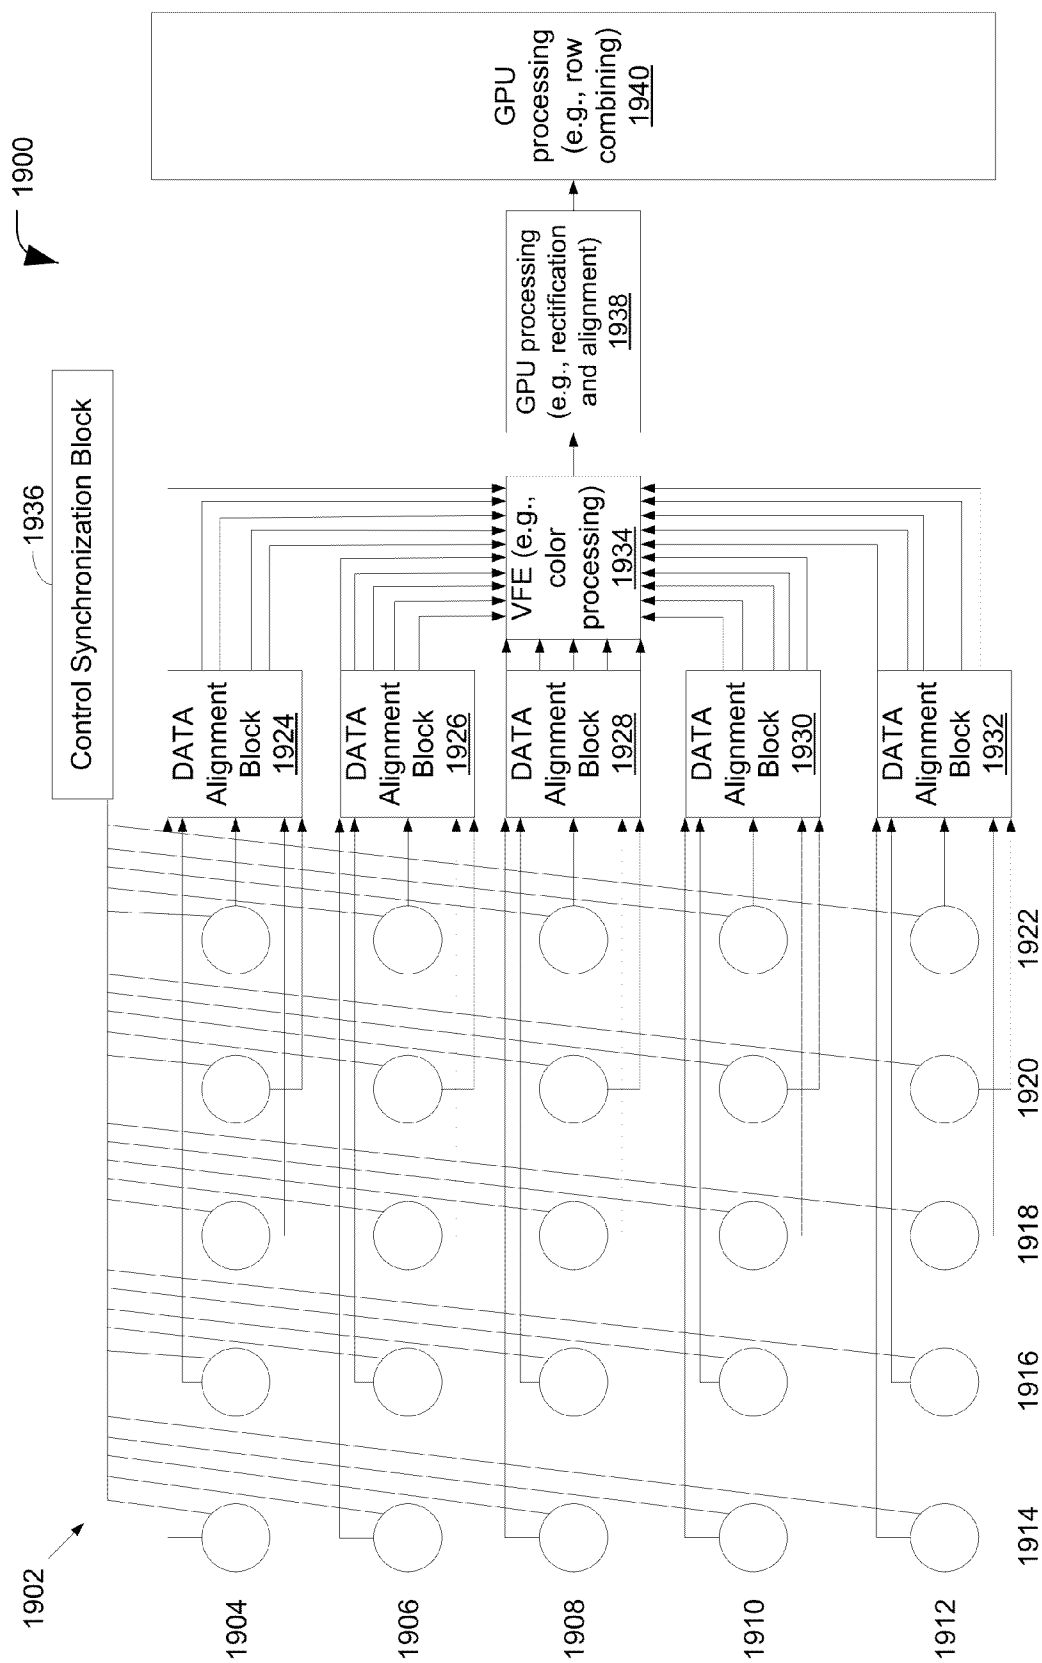 1900
1902
1936
Control Synchronization Block
1904
1906
1908
1910
1912
1914
1916
1918
1920
1922
DATA
Alignment
Block
1924
DATA
Alignment
Block
1926
DATA
Alignment
Block
1928
DATA
Alignment
Block
1930
DATA
Alignment
Block
1932
VFE (e.g.,
color
processing)
1934
GPU processing
(e.g., rectification
and alignment)
1938
GPU
processing
(e.g., row
combining)
1940